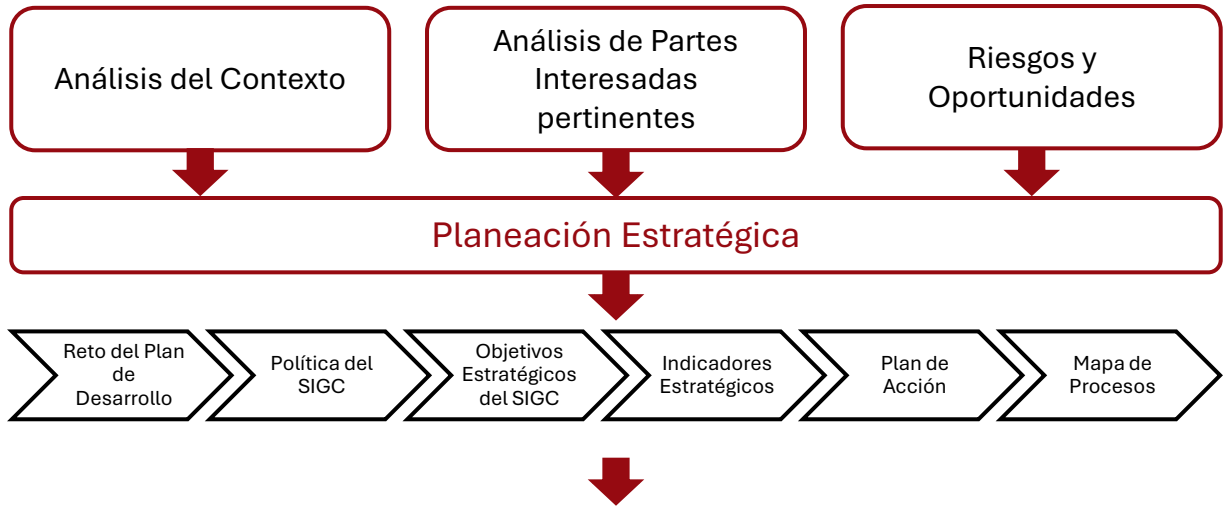 Análisis del Contexto
Análisis de Partes
Interesadas
pertinentes
Riesgos y
Oportunidades
Planeación Estratégica
Reto del Plan
de
Desarrollo
Política del
SIGC
Objetivos
Estratégicos
del SIGC
Indicadores
Estratégicos
Plan de
Acción
Mapa de
Procesos